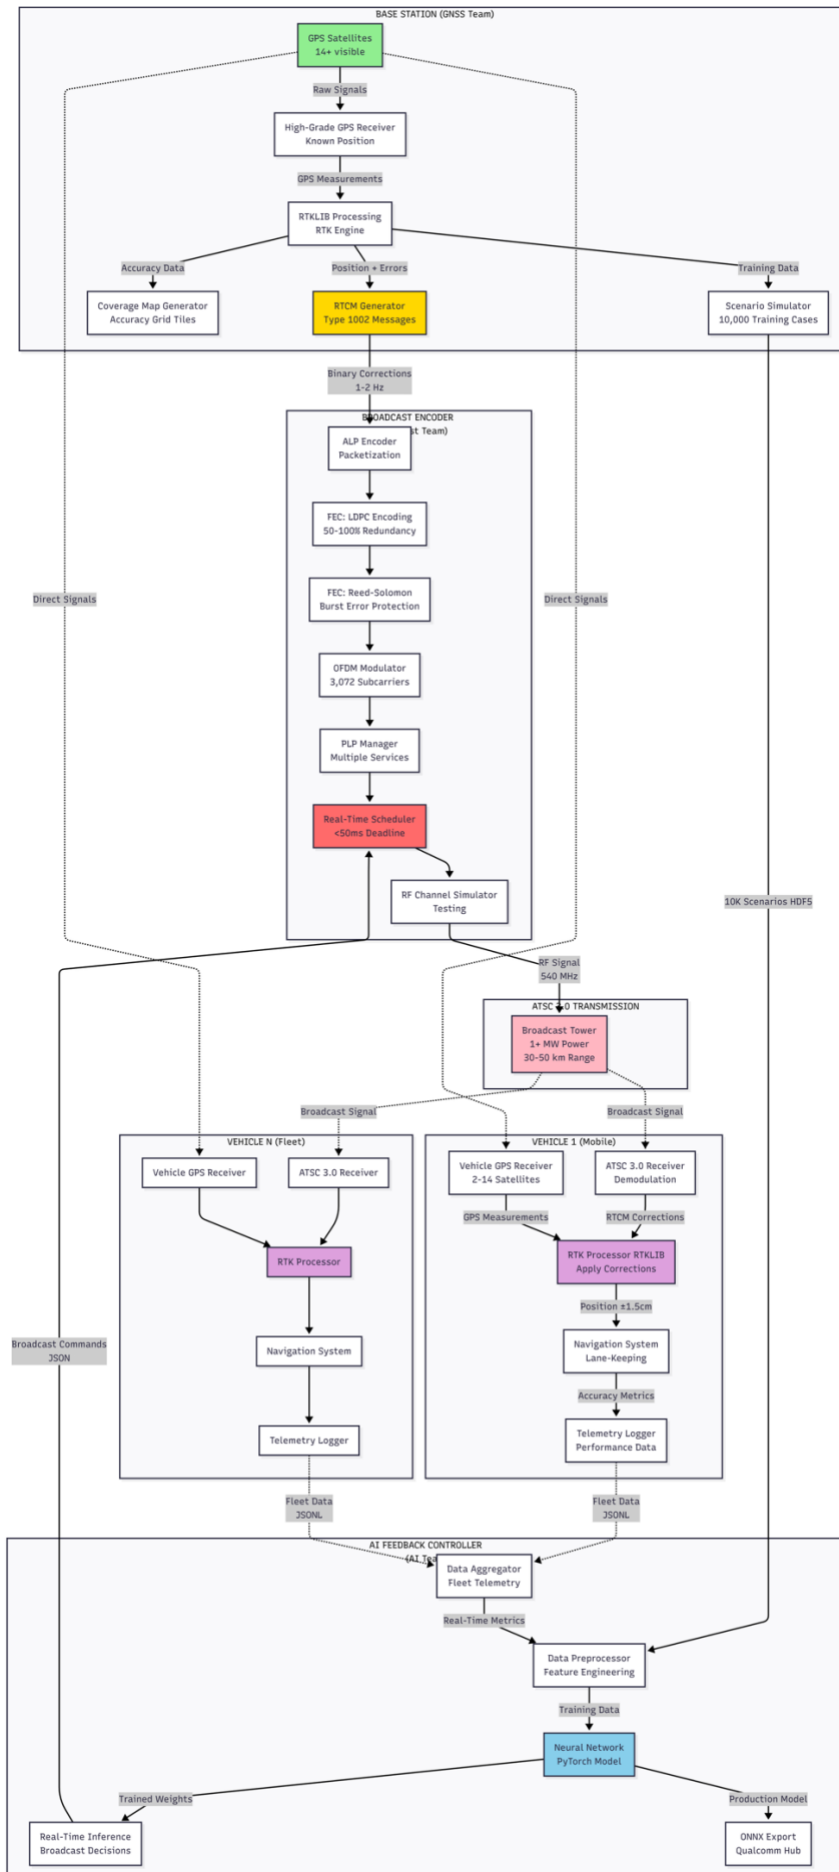 BASE STATION (GNSS Team)
GPS Satellites
14+ visible
Raw Signals
High-Grade GPS Receiver
Known Position
GPS Measurements
RTKLIB Processing
RTK Engine
Accuracy Data
Position + Errors
Training Data
Coverage Map Generator
Accuracy Grid Tiles
RTCM Generator
Type 1002 Messages
Scenario Simulator
10,000 Training Cases
Binary Corrections
1-2 Hz
BROADCAST ENCODER
st Team)
ALP Encoder
Packetization
FEC: LDPC Encoding
50-100% Redundancy
FEC: Reed-Solomon
Burst Error Protection
Direct Signals
Direct Signals
OFDM Modulator
3,072 Subcarriers
PLP Manager
Multiple Services
Real-Time Scheduler
<50ms Deadline
RF Channel Simulator
Testing
10K Scenarios HDF5
RF Signal
540 MHz
ATSC 3.0 TRANSMISSION
Broadcast Tower
1+ MW Power
30-50 km Range
Broadcast Signal
Broadcast Signal
VEHICLE N (Fleet)
Vehicle GPS Receiver
ATSC 3.0 Receiver
RTK Processor
Navigation System
Telemetry Logger
VEHICLE 1 (Mobile)
Vehicle GPS Receiver
2-14 Satellites
ATSC 3.0 Receiver
Demodulation
GPS Measurements
RTCM Corrections
RTK Processor RTKLIB
Apply Corrections
Position ±1.5cm
Navigation System
Lane-Keeping
Accuracy Metrics
Telemetry Logger
Performance Data
Broadcast Commands
JSON
Fleet Data
JSONL
Fleet Data
JSONL
AI FEEDBACK CONTROLLER
(AI Tea
Data Aggregator
Fleet Telemetry
Real-Time Metrics
Data Preprocessor
Feature Engineering
Training Data
Neural Network
PyTorch Model
Trained Weights
Production Model
Real-Time Inference
Broadcast Decisions
ONNX Export
Qualcomm Hub